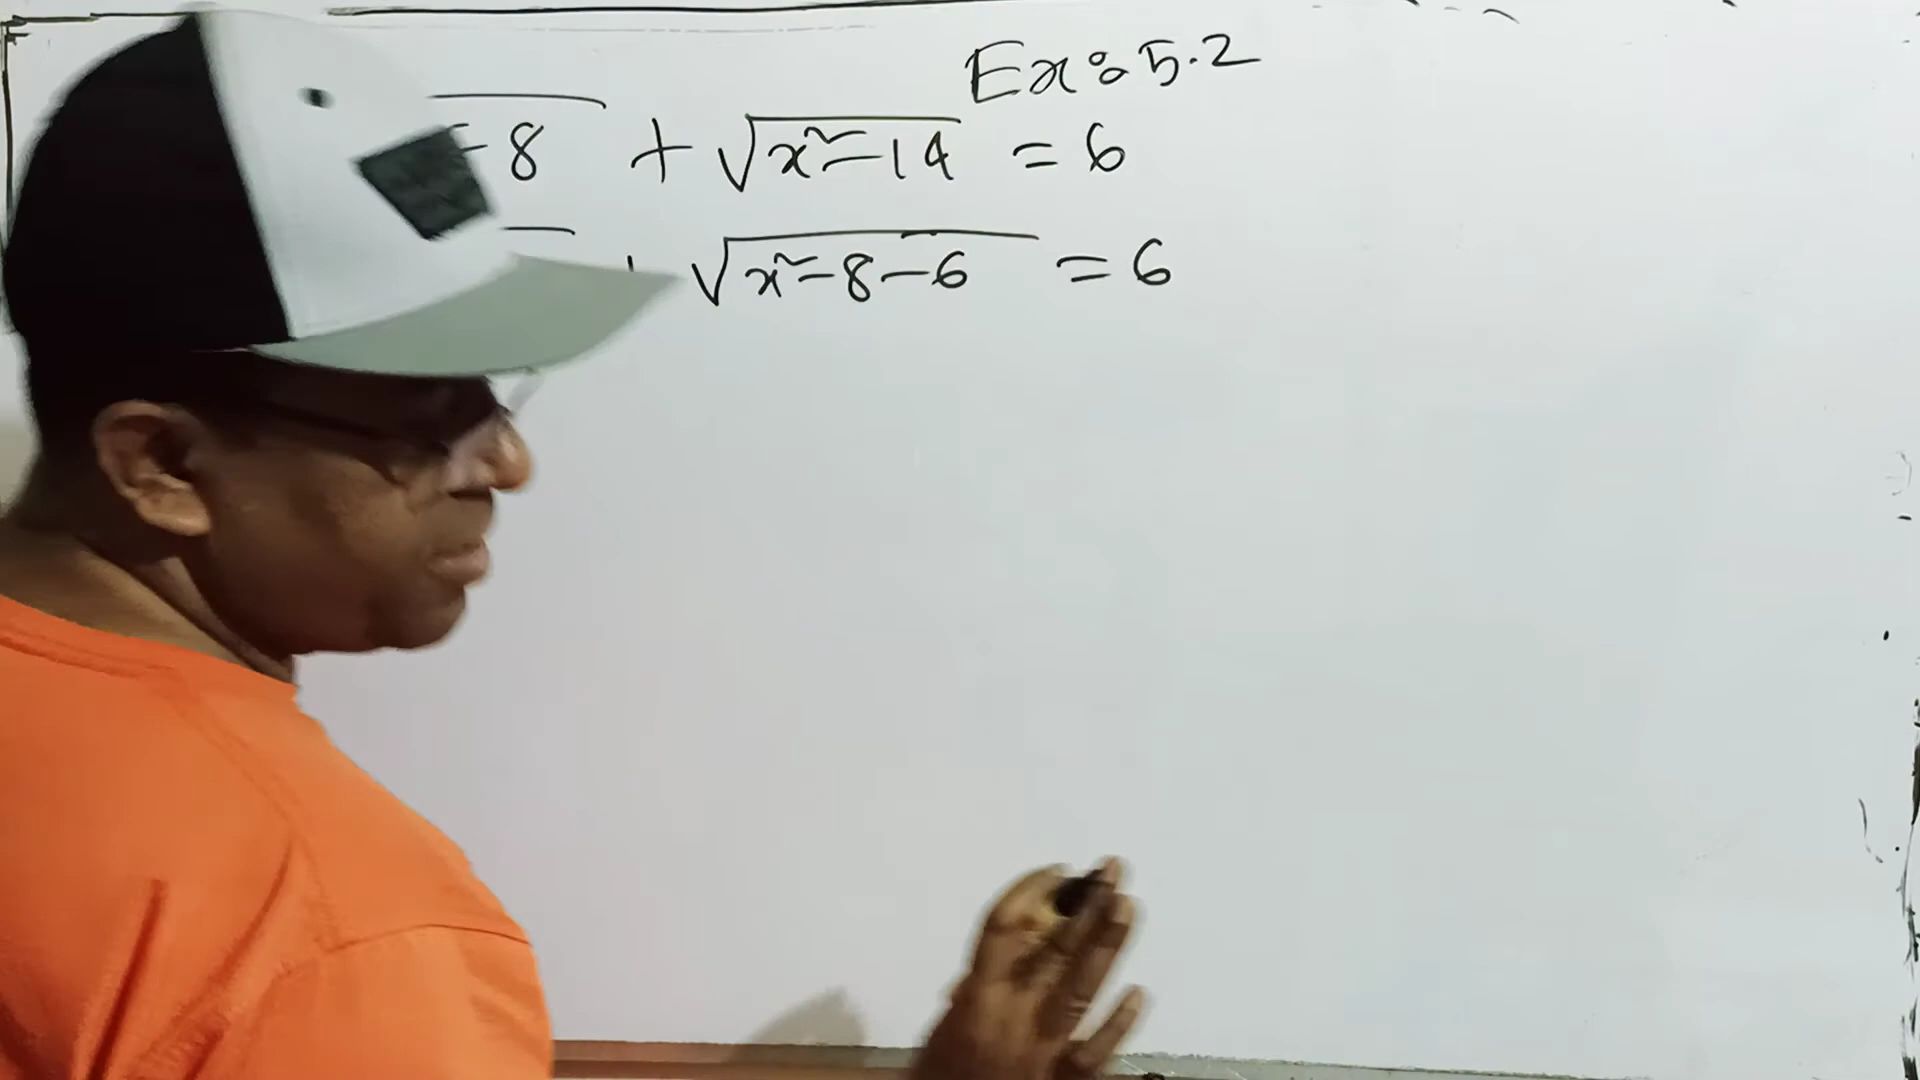 Ex: 5.2
- 8 + √(x² - 14) = 6
√(x² - 8 - 6) = 6